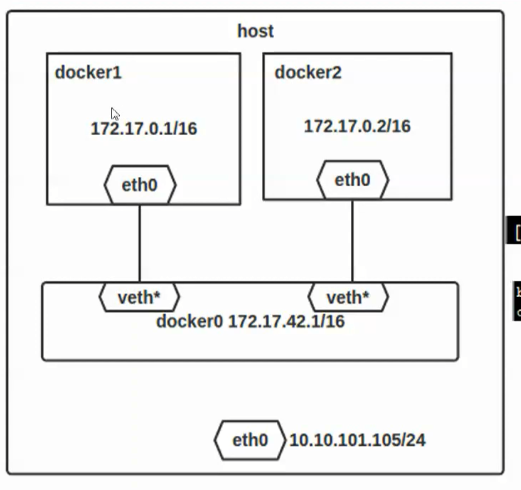 host
docker1
docker2
172.17.0.1/16
172.17.0.2/16
eth0
eth0
veth*
veth*
docker0 172.17.42.1/16
eth0
10.10.101.105/24